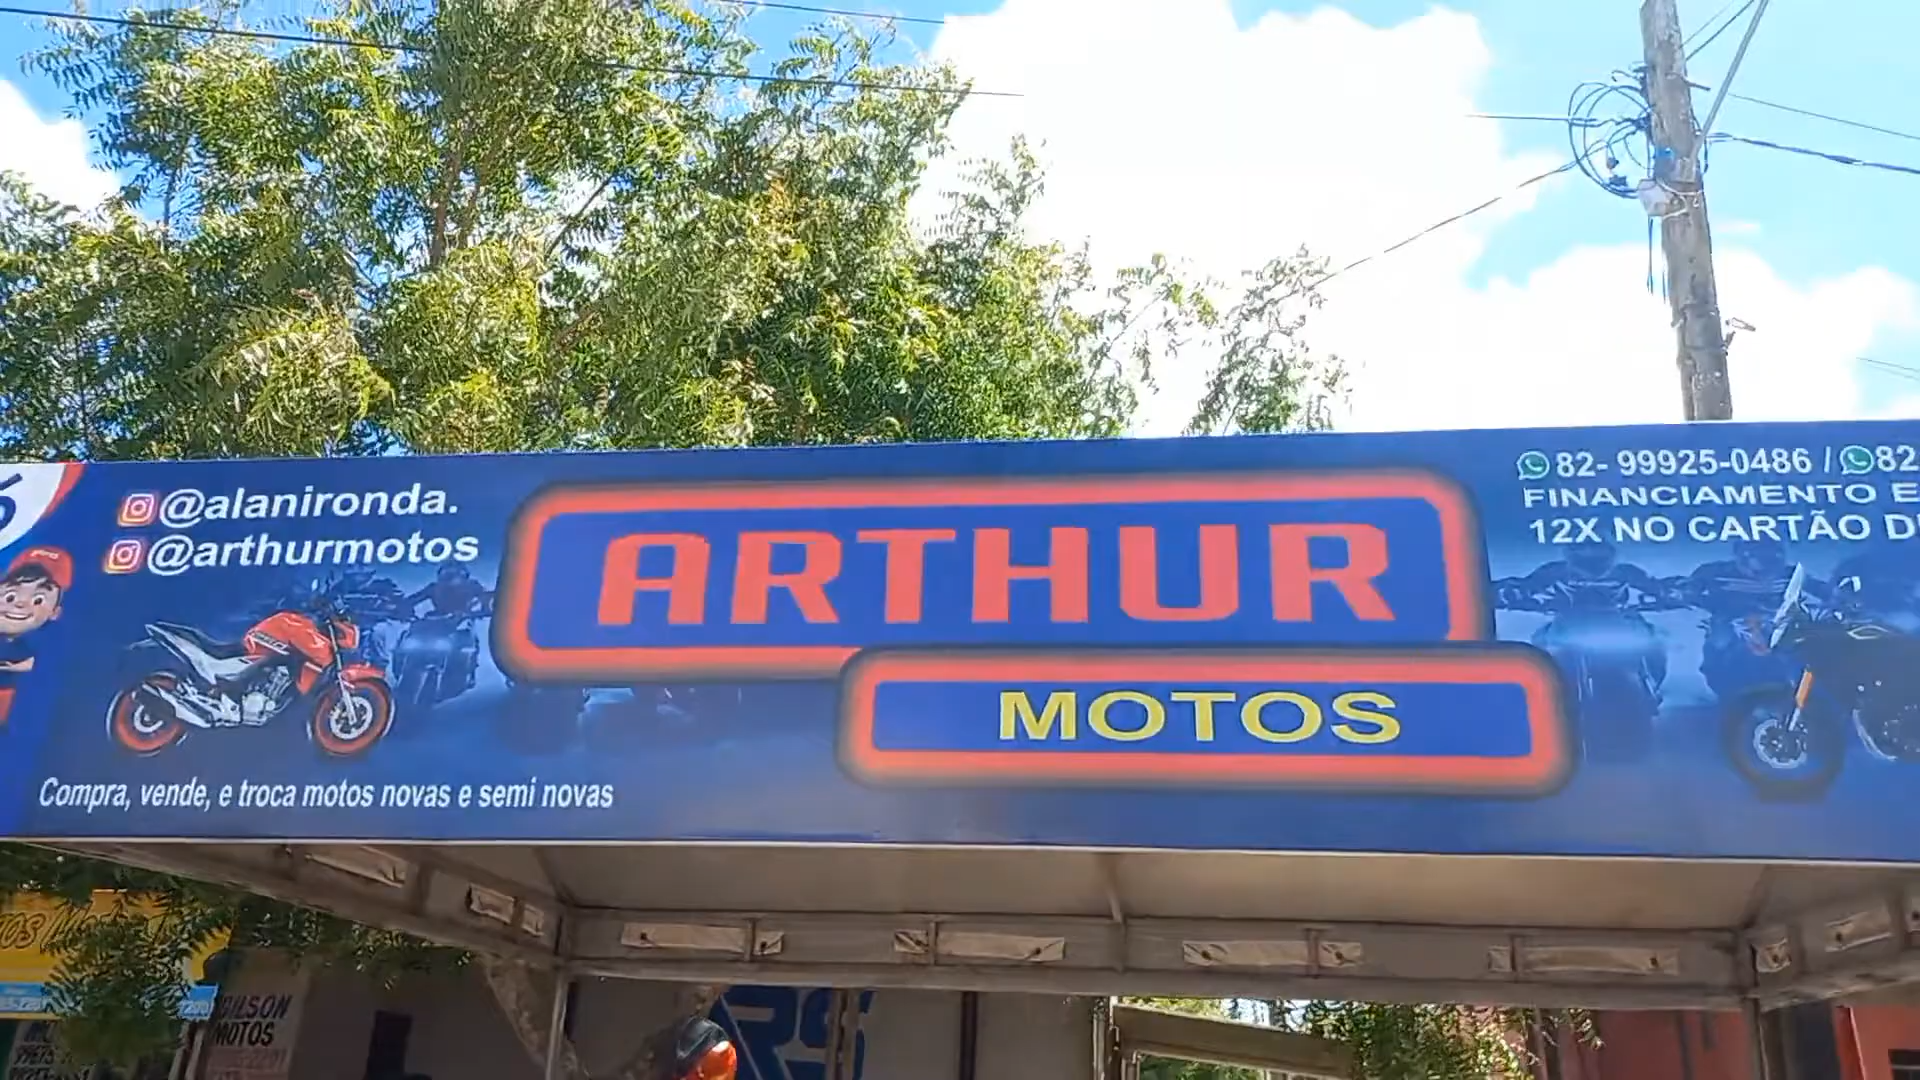 @alanironda.
@arthurmotos
ARTHUR
MOTOS
82- 99925-0486 / 82
FINANCIAMENTO E
12X NO CARTÃO D
Compra, vende, e troca motos novas e semi novas
MOTOS
RS